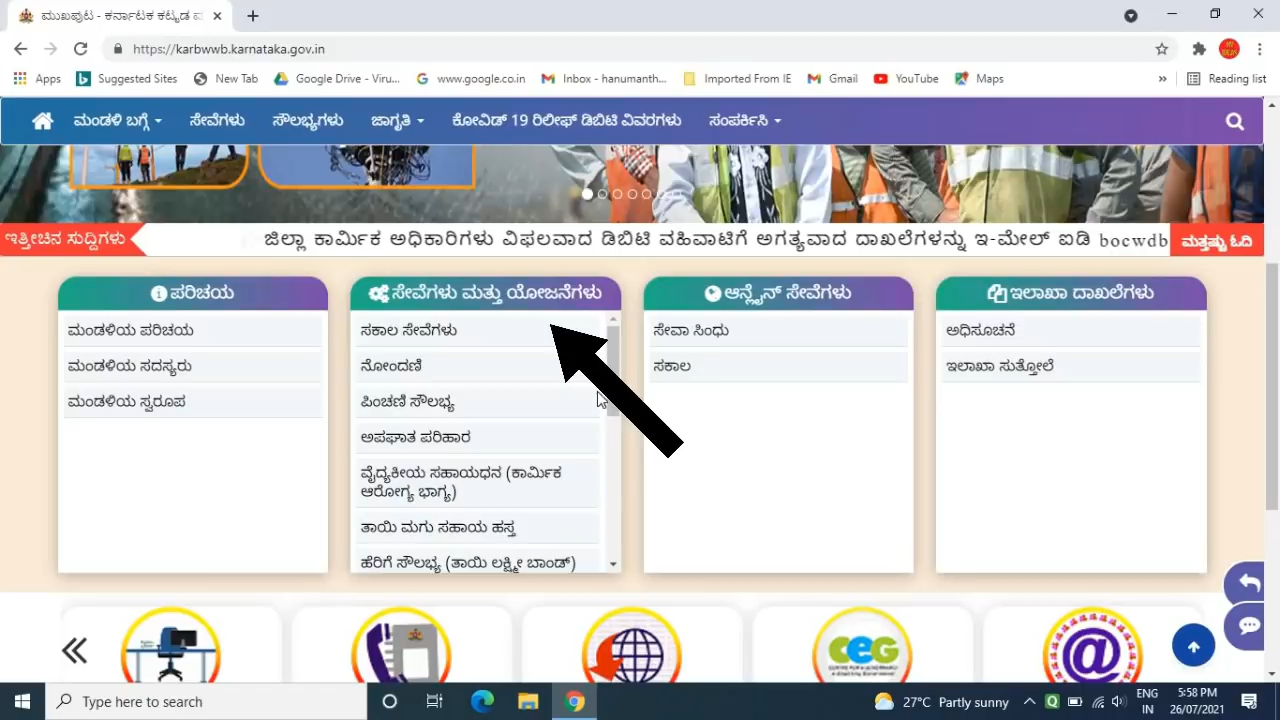 ಮುಖಪುಟ - ಕರ್ನಾಟಕ ಕಟ್ಟಡ
https://karbwwb.karnataka.gov.in
Apps Suggested Sites New Tab Google Drive - Viru... www.google.co.in Inbox - hanumanth... Imported From IE Gmail YouTube Maps » Reading list
ಮಂಡಳಿ ಬಗ್ಗೆ ಸೇವೆಗಳು ಸೌಲಭ್ಯಗಳು ಜಾಗೃತಿ ಕೋವಿಡ್ 19 ರಿಲೀಫ್ ಡಿಬಿಟಿ ವಿವರಗಳು ಸಂಪರ್ಕಿಸಿ
ಇತ್ತೀಚಿನ ಸುದ್ದಿಗಳು ಜಿಲ್ಲಾ ಕಾರ್ಮಿಕ ಅಧಿಕಾರಿಗಳು ವಿಫಲವಾದ ಡಿಬಿಟಿ ವಹಿವಾಟಿಗೆ ಅಗತ್ಯವಾದ ದಾಖಲೆಗಳನ್ನು ಇ-ಮೇಲ್ ಐಡಿ bocwdb ಮತ್ತಷ್ಟು ಓದಿ
ಪರಿಚಯ
ಮಂಡಳಿಯ ಪರಿಚಯ
ಮಂಡಳಿಯ ಸದಸ್ಯರು
ಮಂಡಳಿಯ ಸ್ವರೂಪ
ಸೇವೆಗಳು ಮತ್ತು ಯೋಜನೆಗಳು
ಸಕಾಲ ಸೇವೆಗಳು
ನೋಂದಣಿ
ಪಿಂಚಣಿ ಸೌಲಭ್ಯ
ಅಪಘಾತ ಪರಿಹಾರ
ವೈದ್ಯಕೀಯ ಸಹಾಯಧನ (ಕಾರ್ಮಿಕ
ಆರೋಗ್ಯ ಭಾಗ್ಯ)
ತಾಯಿ ಮಗು ಸಹಾಯ ಹಸ್ತ
ಹೆರಿಗೆ ಸೌಲಭ್ಯ (ತಾಯಿ ಲಕ್ಷ್ಮೀ ಬಾಂಡ್)
ಆನ್ಲೈನ್ ಸೇವೆಗಳು
ಸೇವಾ ಸಿಂಧು
ಸಕಾಲ
ಇಲಾಖಾ ದಾಖಲೆಗಳು
ಅಧಿಸೂಚನೆ
ಇಲಾಖಾ ಸುತ್ತೋಲೆ
CEG
Type here to search
27°C Partly sunny
ENG
IN
5:58 PM
26/07/2021